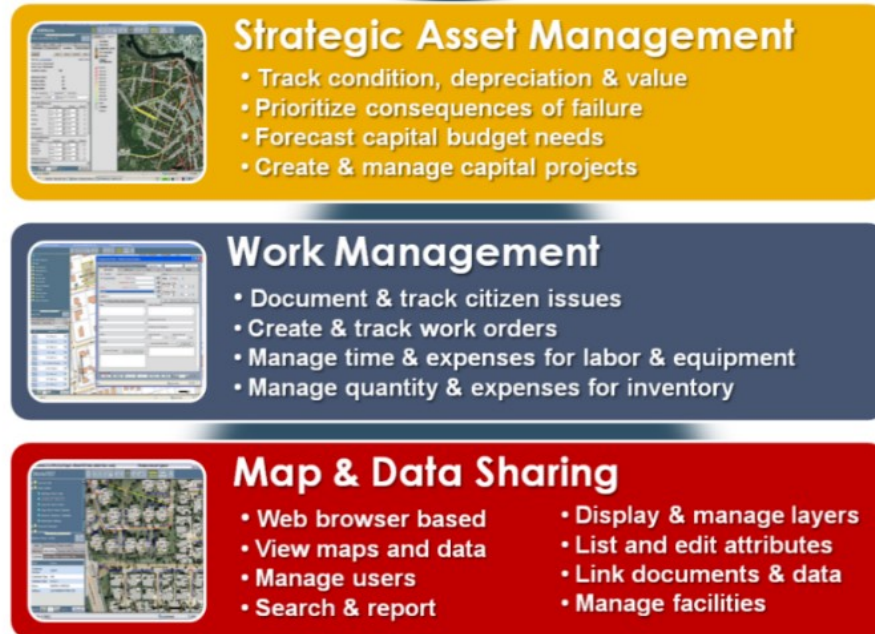 Strategic Asset Management
• Track condition, depreciation & value
• Prioritize consequences of failure
• Forecast capital budget needs
• Create & manage capital projects
Work Management
• Document & track citizen issues
• Create & track work orders
• Manage time & expenses for labor & equipment
• Manage quantity & expenses for inventory
Map & Data Sharing
• Web browser based
• View maps and data
• Manage users
• Search & report
• Display & manage layers
• List and edit attributes
• Link documents & data
• Manage facilities